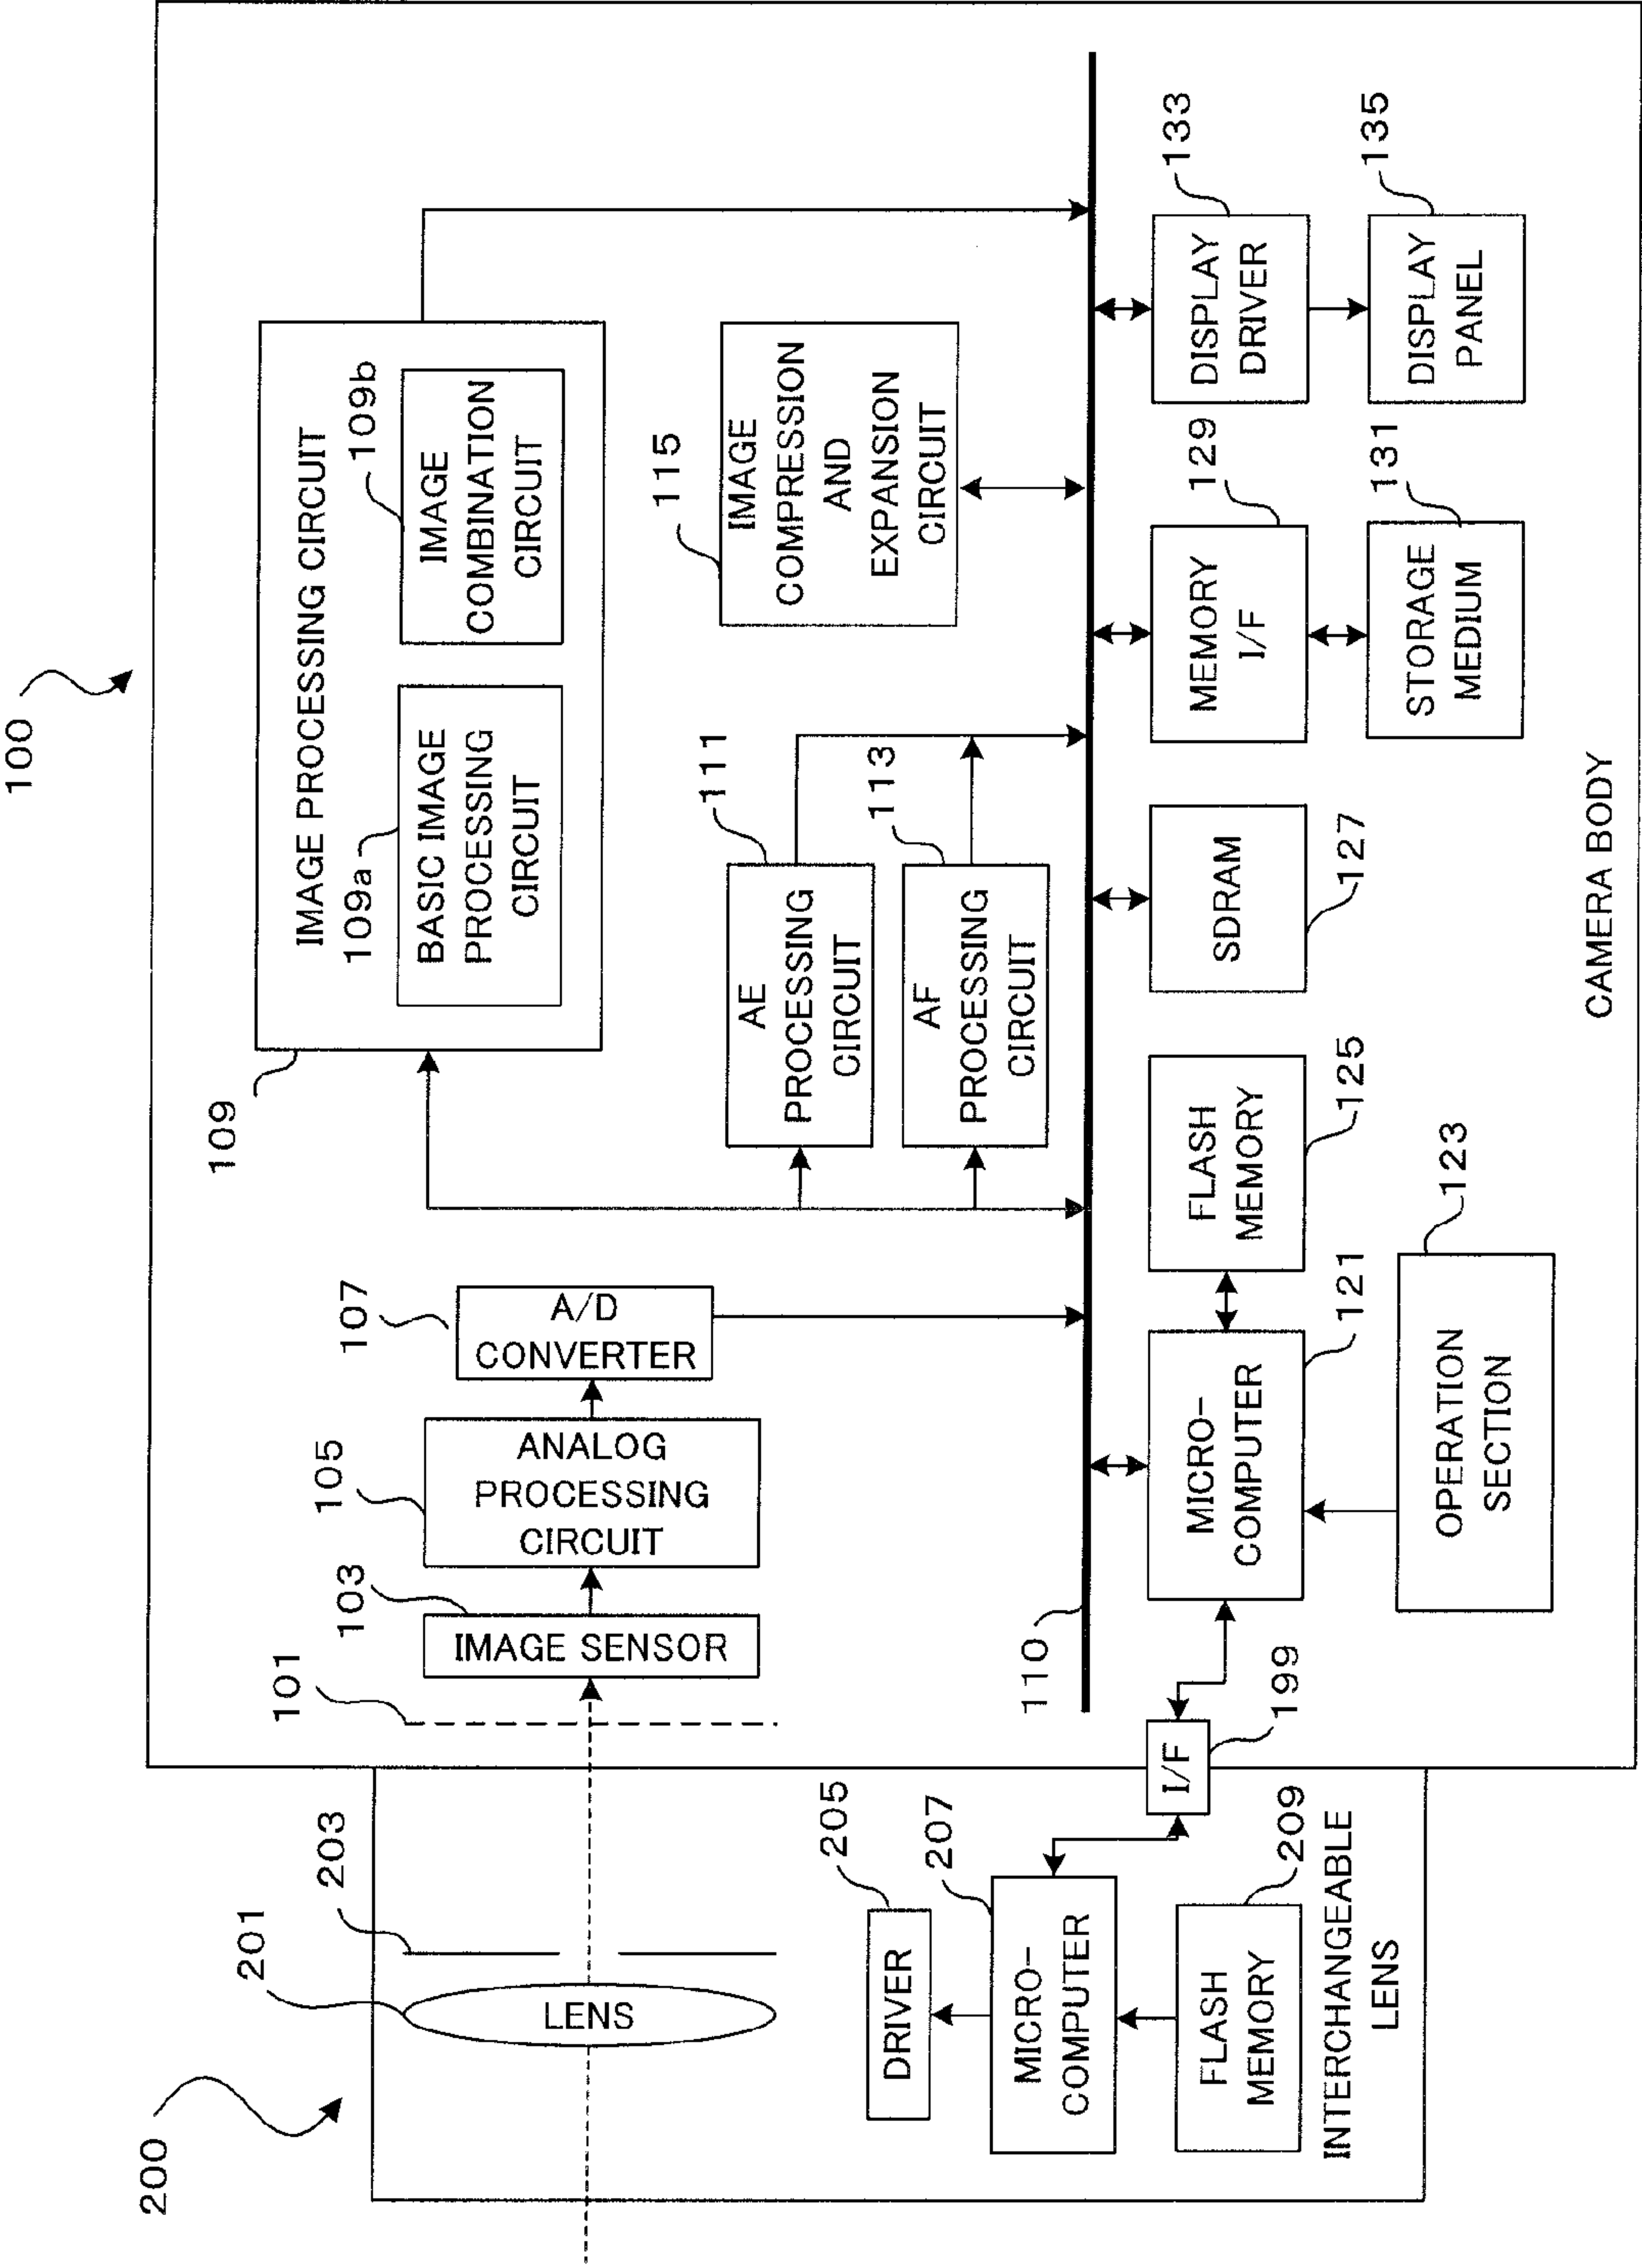 100
200
201
LENS
203
101
103
IMAGE SENSOR
105
ANALOG
PROCESSING
CIRCUIT
107
A/D
CONVERTER
109
IMAGE PROCESSING CIRCUIT
109a
BASIC IMAGE
PROCESSING
CIRCUIT
109b
IMAGE
COMBINATION
CIRCUIT
AE
PROCESSING
CIRCUIT
111
AF
PROCESSING
CIRCUIT
113
115
IMAGE
COMPRESSION
AND
EXPANSION
CIRCUIT
110
205
DRIVER
207
MICRO-
COMPUTER
FLASH
MEMORY
209
INTERCHANGEABLE
LENS
I/F
199
MICRO-
COMPUTER
121
OPERATION
SECTION
123
FLASH
MEMORY
125
SDRAM
127
MEMORY
I/F
129
STORAGE
MEDIUM
131
DISPLAY
DRIVER
133
DISPLAY
PANEL
135
CAMERA BODY